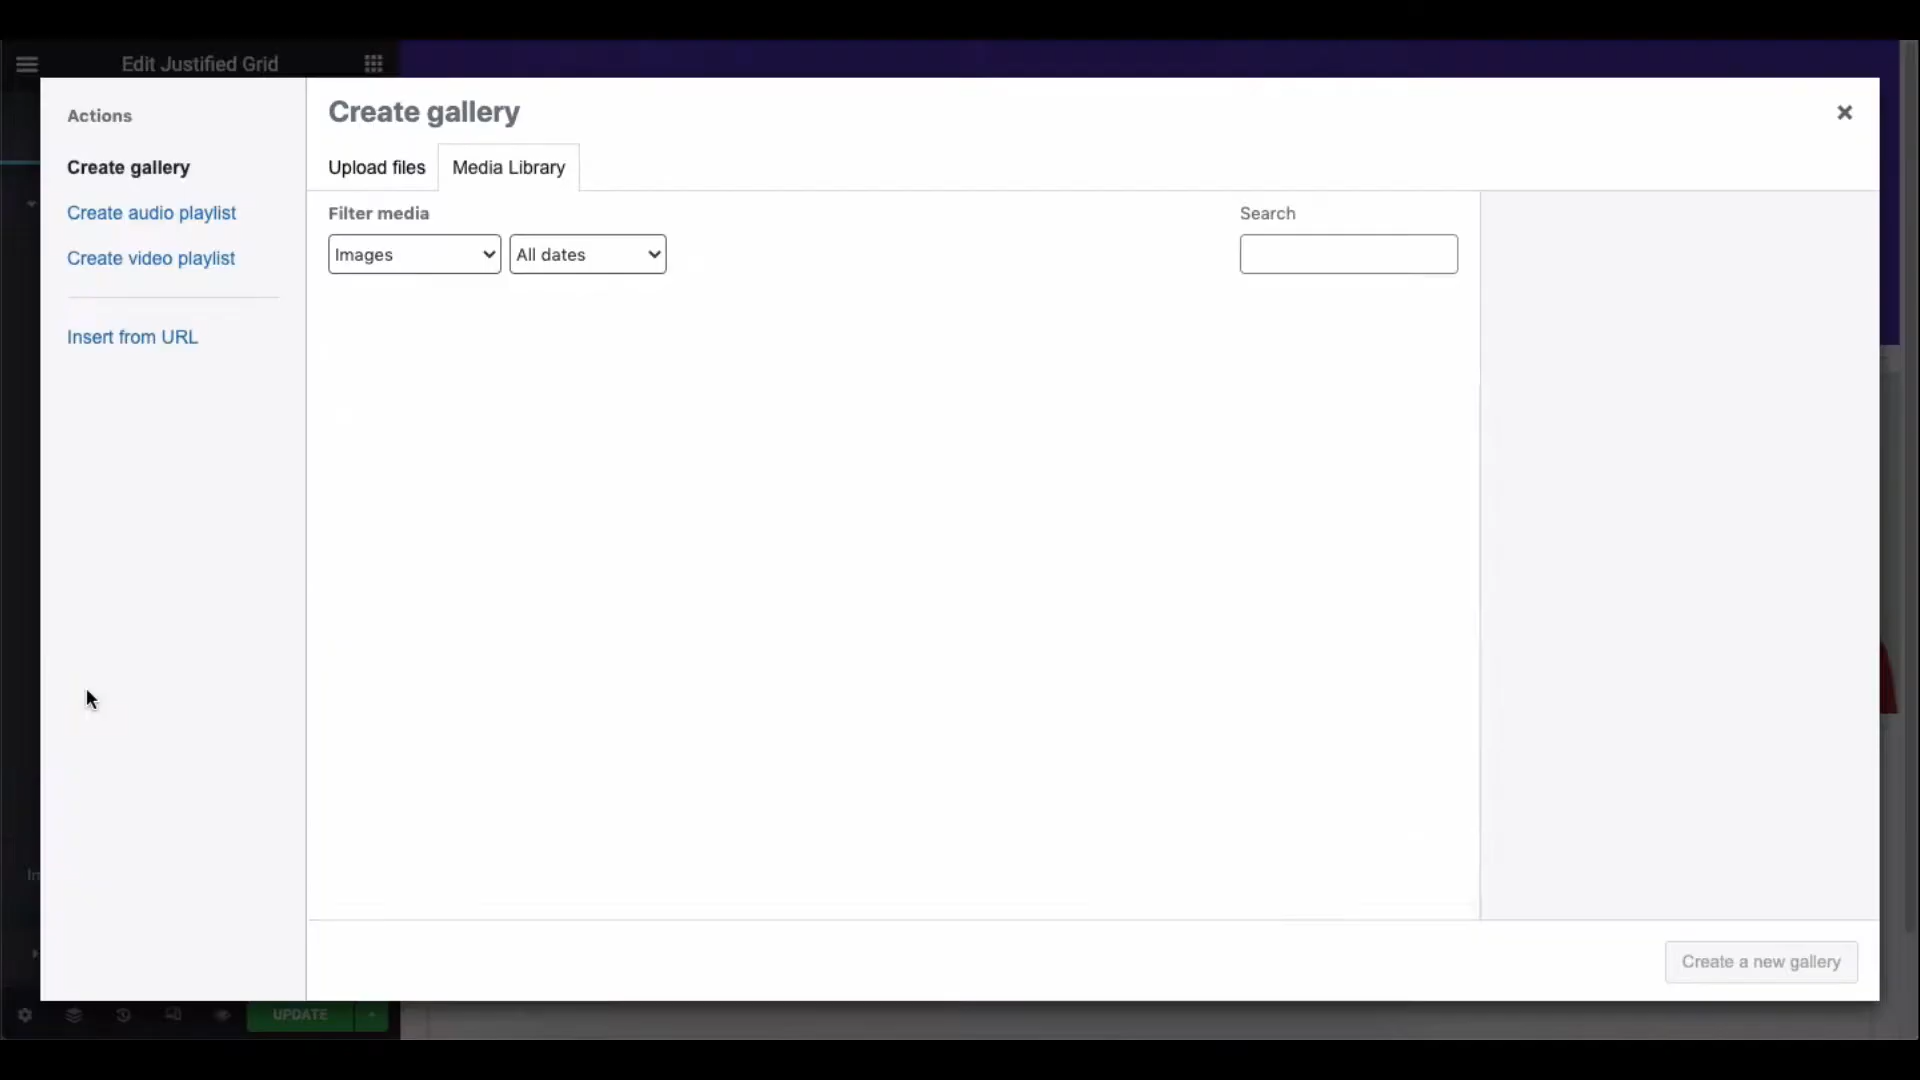 Edit Justified Grid
Actions
Create gallery
Create audio playlist
Create video playlist
Insert from URL
Create gallery
Upload files
Media Library
Filter media
Images
All dates
Search
Create a new gallery
UPDATE